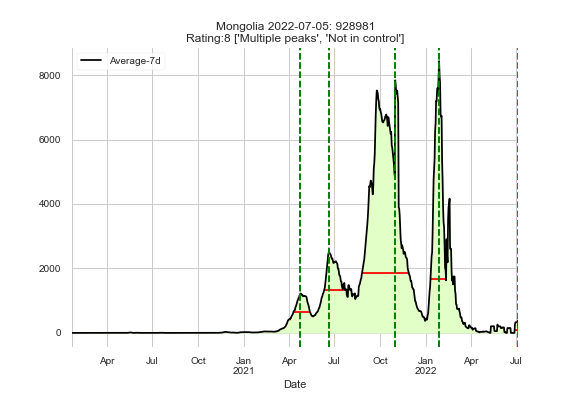 Mongolia 2022-07-05: 928981
Rating:8 ['Multiple peaks', 'Not in control']
Average-7d
8000
6000
4000
2000
0
Apr Jul Oct Jan Apr Jul Oct Jan Apr Jul
2021 2022
Date